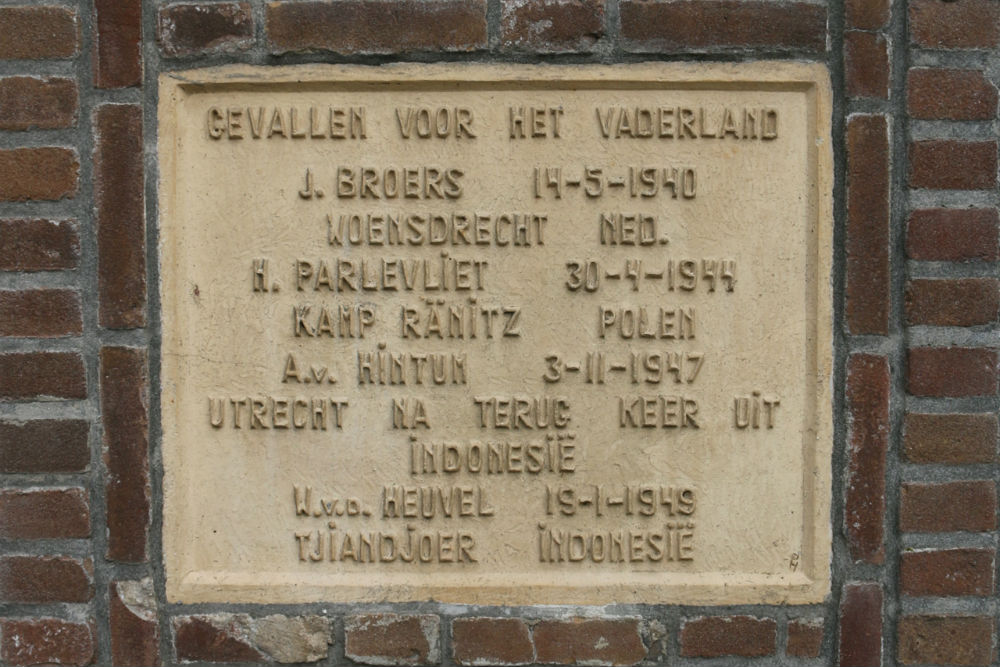 GEVALLEN VOOR HET VADERLAND
J. BROERS 14-5-1940
WOENSDRECHT NED.
H. PARLEVLIET 30-4-1944
KAMP RÄNITZ POLEN
A.v. HINTUM 3-11-1947
UTRECHT NA TERUG KEER UIT
INDONESIË
W.v.D. HEUVEL 19-1-1949
TJIANDJOER INDONESIË